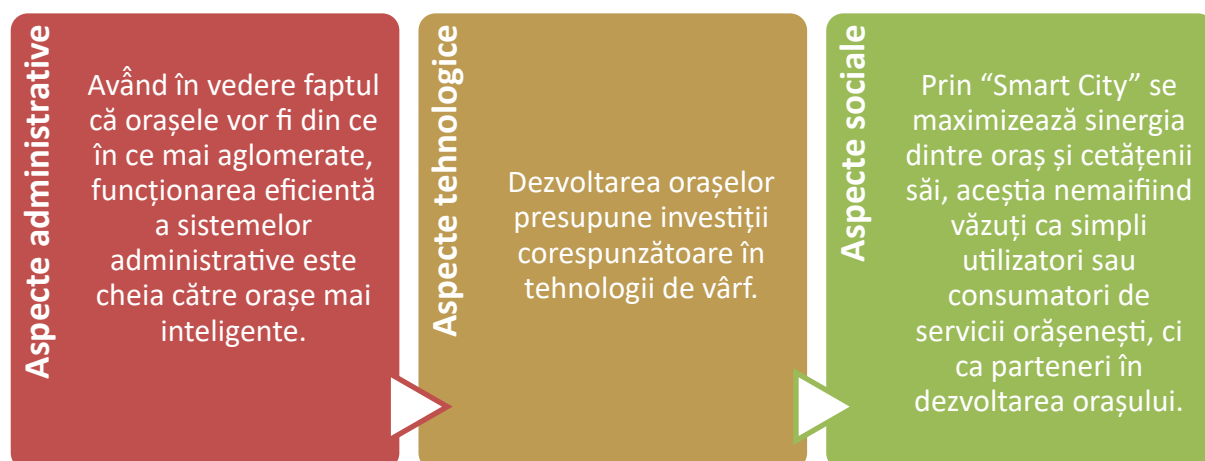 Aspecte administrative
Având în vedere faptul
că orașele vor fi din ce
în ce mai aglomerate,
funcționarea eficientă
a sistemelor
administrative este
cheia către orașe mai
inteligente.
Aspecte tehnologice
Dezvoltarea orașelor
presupune investiții
corespunzătoare în
tehnologii de vârf.
Aspecte sociale
Prin “Smart City” se
maximizează sinergia
dintre oraș și cetățenii
săi, aceștia nemaifiind
văzuți ca simpli
utilizatori sau
consumatori de
servicii orășenești, ci
ca parteneri în
dezvoltarea orașului.